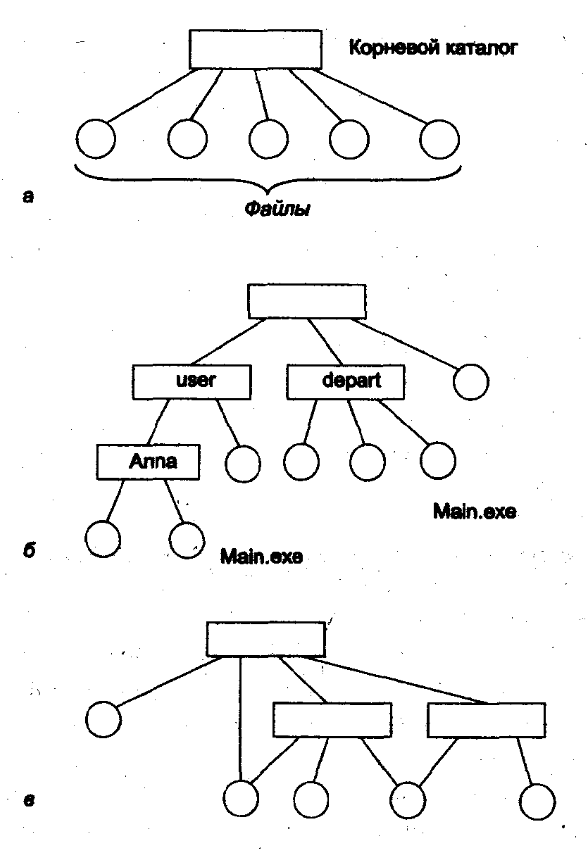 Корневой каталог
а
Файлы
user
depart
Anna
Main.exe
б
Main.exe
в